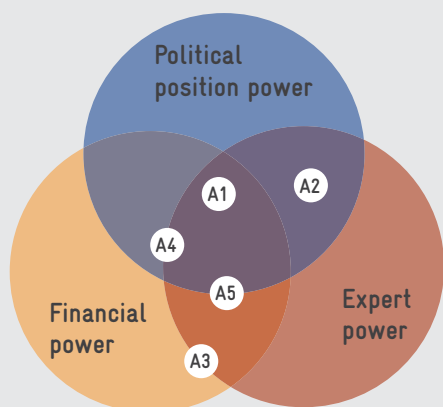 Political
position power
A1
A2
A4
A5
Financial
power
Expert
power
A3